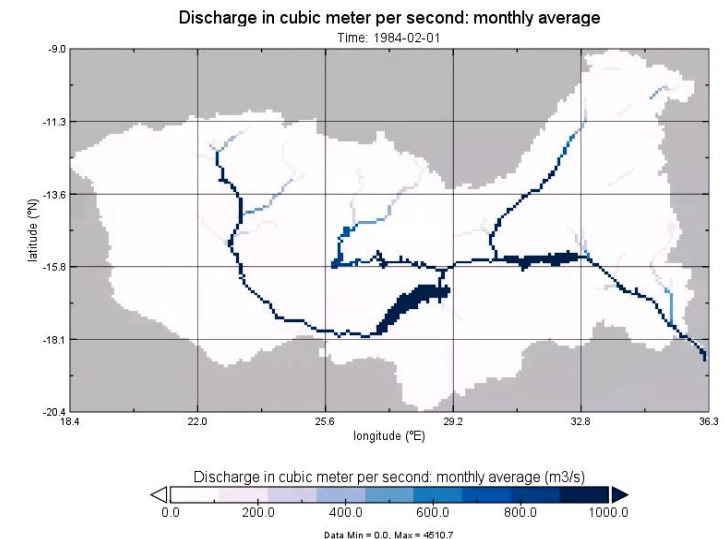 Discharge in cubic meter per second: monthly average
Time: 1984-02-01
-9.0
-11.3
-13.6
-15.8
-18.1
-20.4
latitude (°N)
18.4 22.0 25.6 29.2 32.8 36.3
longitude (°E)
Discharge in cubic meter per second: monthly average (m3/s)
0.0 200.0 400.0 600.0 800.0 1000.0
Data Min = 0.0, Max = 4510.7